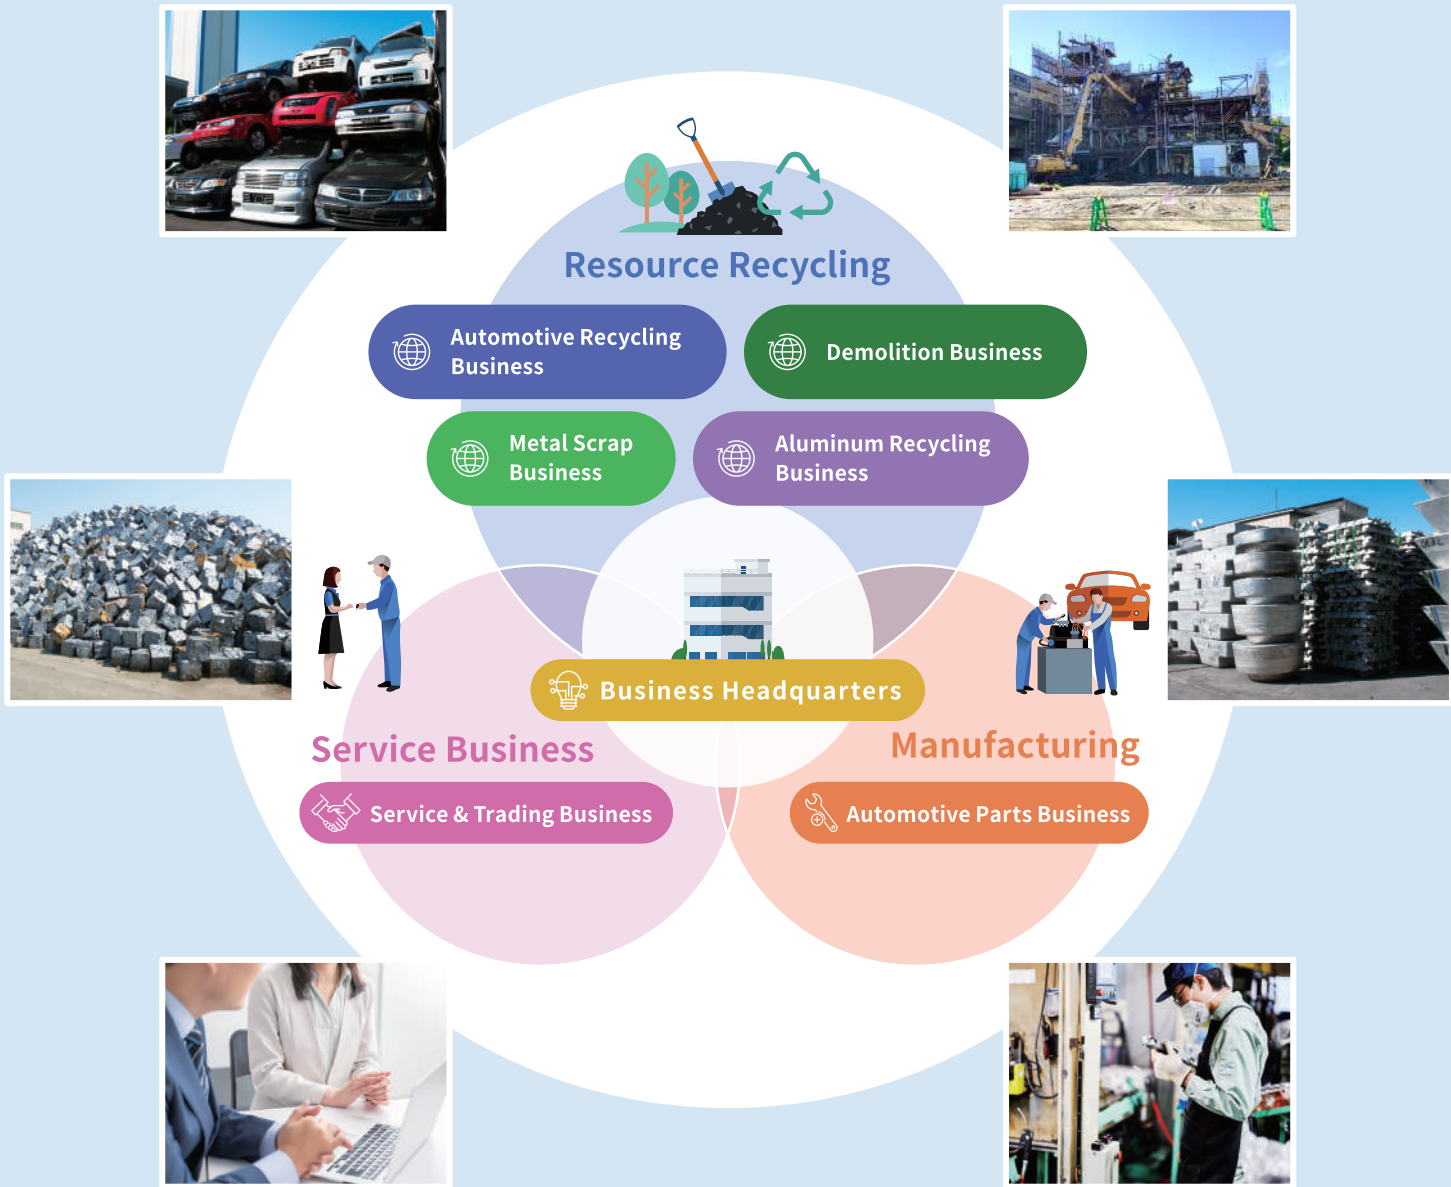 Resource Recycling
Automotive Recycling
Business
Demolition Business
Metal Scrap
Business
Aluminum Recycling
Business
Business Headquarters
Service Business
Manufacturing
Service & Trading Business
Automotive Parts Business